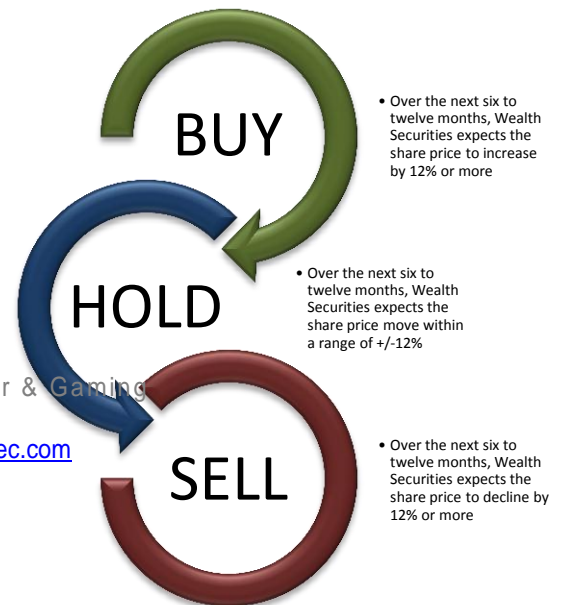 BUY
• Over the next six to
twelve months, Wealth
Securities expects the
share price to increase
by 12% or more
HOLD
• Over the next six to
twelve months, Wealth
Securities expects the
share price move within
a range of +/-12%
r & Gaming
ec.com
SELL
• Over the next six to
twelve months, Wealth
Securities expects the
share price to decline by
12% or more